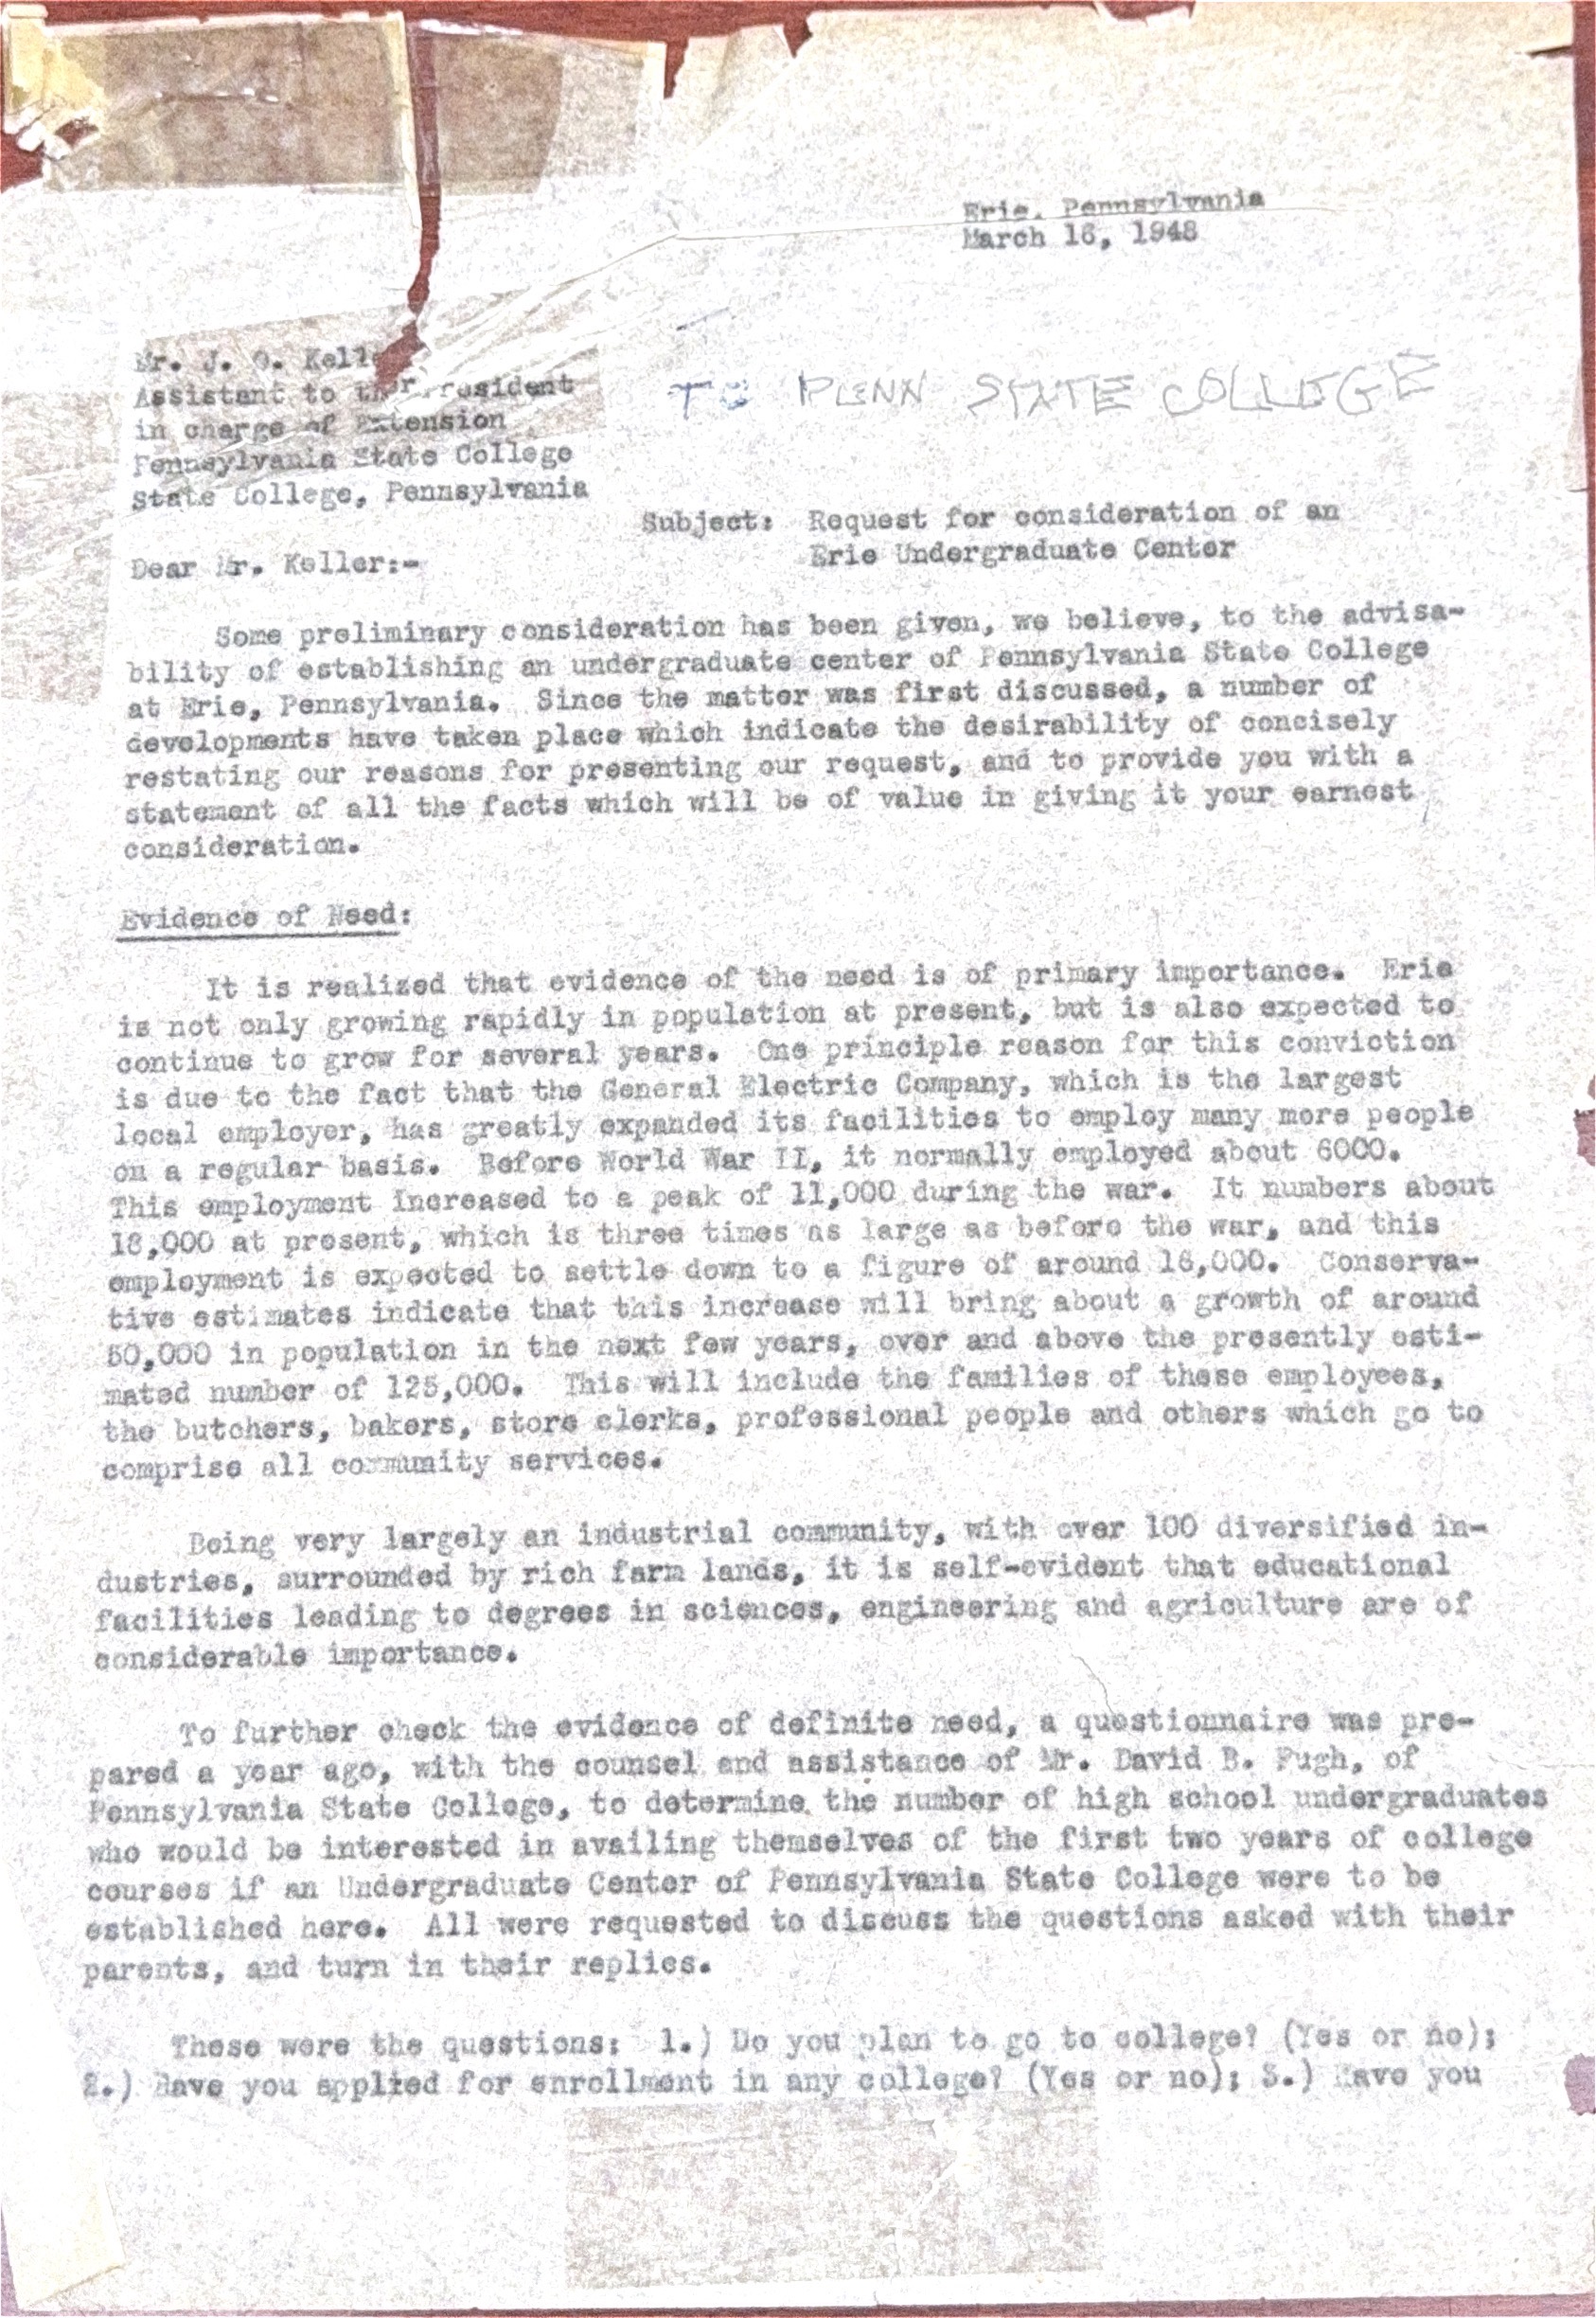 Erie, Pennsylvania
March 16, 1948
Mr. J. O. Keller
Assistant to the President
in charge of Extension
Pennsylvania State College
State College, Pennsylvania
TO PENN STATE COLLEGE
Subject: Request for consideration of an
Erie Undergraduate Center
Dear Mr. Keller:-
Some preliminary consideration has been given, we believe, to the advisa-
bility of establishing an undergraduate center of Pennsylvania State College
at Erie, Pennsylvania. Since the matter was first discussed, a number of
developments have taken place which indicate the desirability of concisely
restating our reasons for presenting our request, and to provide you with a
statement of all the facts which will be of value in giving it your earnest
consideration.
Evidence of Need:
It is realized that evidence of the need is of primary importance. Erie
is not only growing rapidly in population at present, but is also expected to
continue to grow for several years. One principle reason for this conviction
is due to the fact that the General Electric Company, which is the largest
local employer, has greatly expanded its facilities to employ many more people
on a regular basis. Before World War II, it normally employed about 6000.
This employment Increased to a peak of 11,000 during the war. It numbers about
18,000 at present, which is three times as large as before the war, and this
employment is expected to settle down to a figure of around 16,000. Conserva-
tive estimates indicate that this increase will bring about a growth of around
50,000 in population in the next few years, over and above the presently esti-
mated number of 125,000. This will include the families of these employees,
the butchers, bakers, store clerks, professional people and others which go to
comprise all community services.
Being very largely an industrial community, with over 100 diversified in-
dustries, surrounded by rich farm lands, it is self-evident that educational
facilities leading to degrees in sciences, engineering and agriculture are of
considerable importance.
To further check the evidence of definite need, a questionnaire was pre-
pared a year ago, with the counsel and assistance of Mr. David B. Pugh, of
Pennsylvania State College, to determine the number of high school undergraduates
who would be interested in availing themselves of the first two years of college
courses if an Undergraduate Center of Pennsylvania State College were to be
established here. All were requested to discuss the questions asked with their
parents, and turn in their replies.
These were the questions: 1.) Do you plan to go to college? (Yes or no);
2.) Have you applied for enrollment in any college? (Yes or no); 3.) Have you